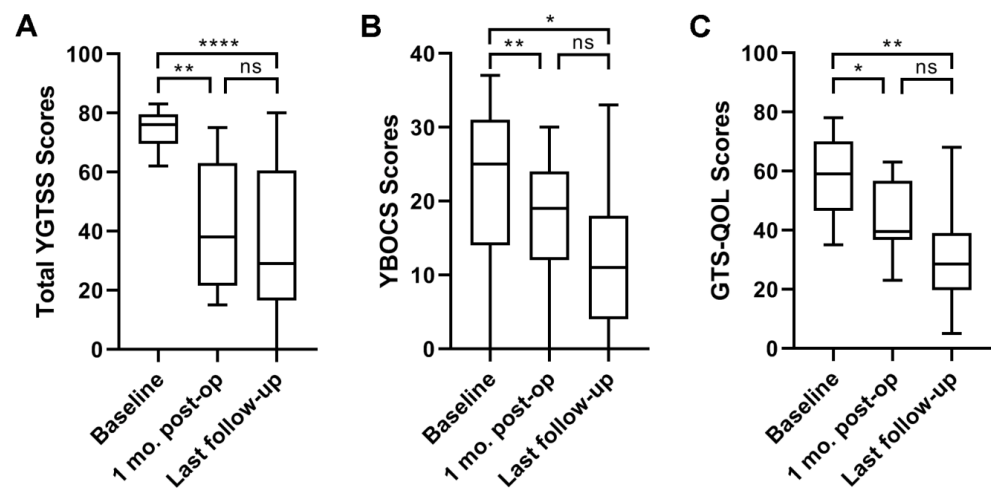 A
Total YGTSS Scores
100
80
60
40
20
0
****
**
ns
Baseline
1 mo. post-op
Last follow-up
B
YBOCS Scores
40
30
20
10
0
*
**
ns
Baseline
1 mo. post-op
Last follow-up
C
GTS-QOL Scores
100
80
60
40
20
0
**
*
ns
Baseline
1 mo. post-op
Last follow-up